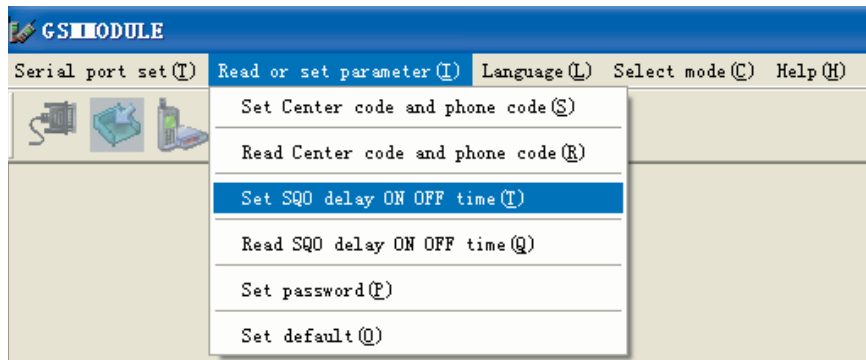 GSMMODULE
Serial port set(T) Read or set parameter(I) Language(L) Select mode(C) Help(H)
Set Center code and phone code(S)
Read Center code and phone code(R)
Set SQO delay ON OFF time(T)
Read SQO delay ON OFF time(Q)
Set password(P)
Set default(O)